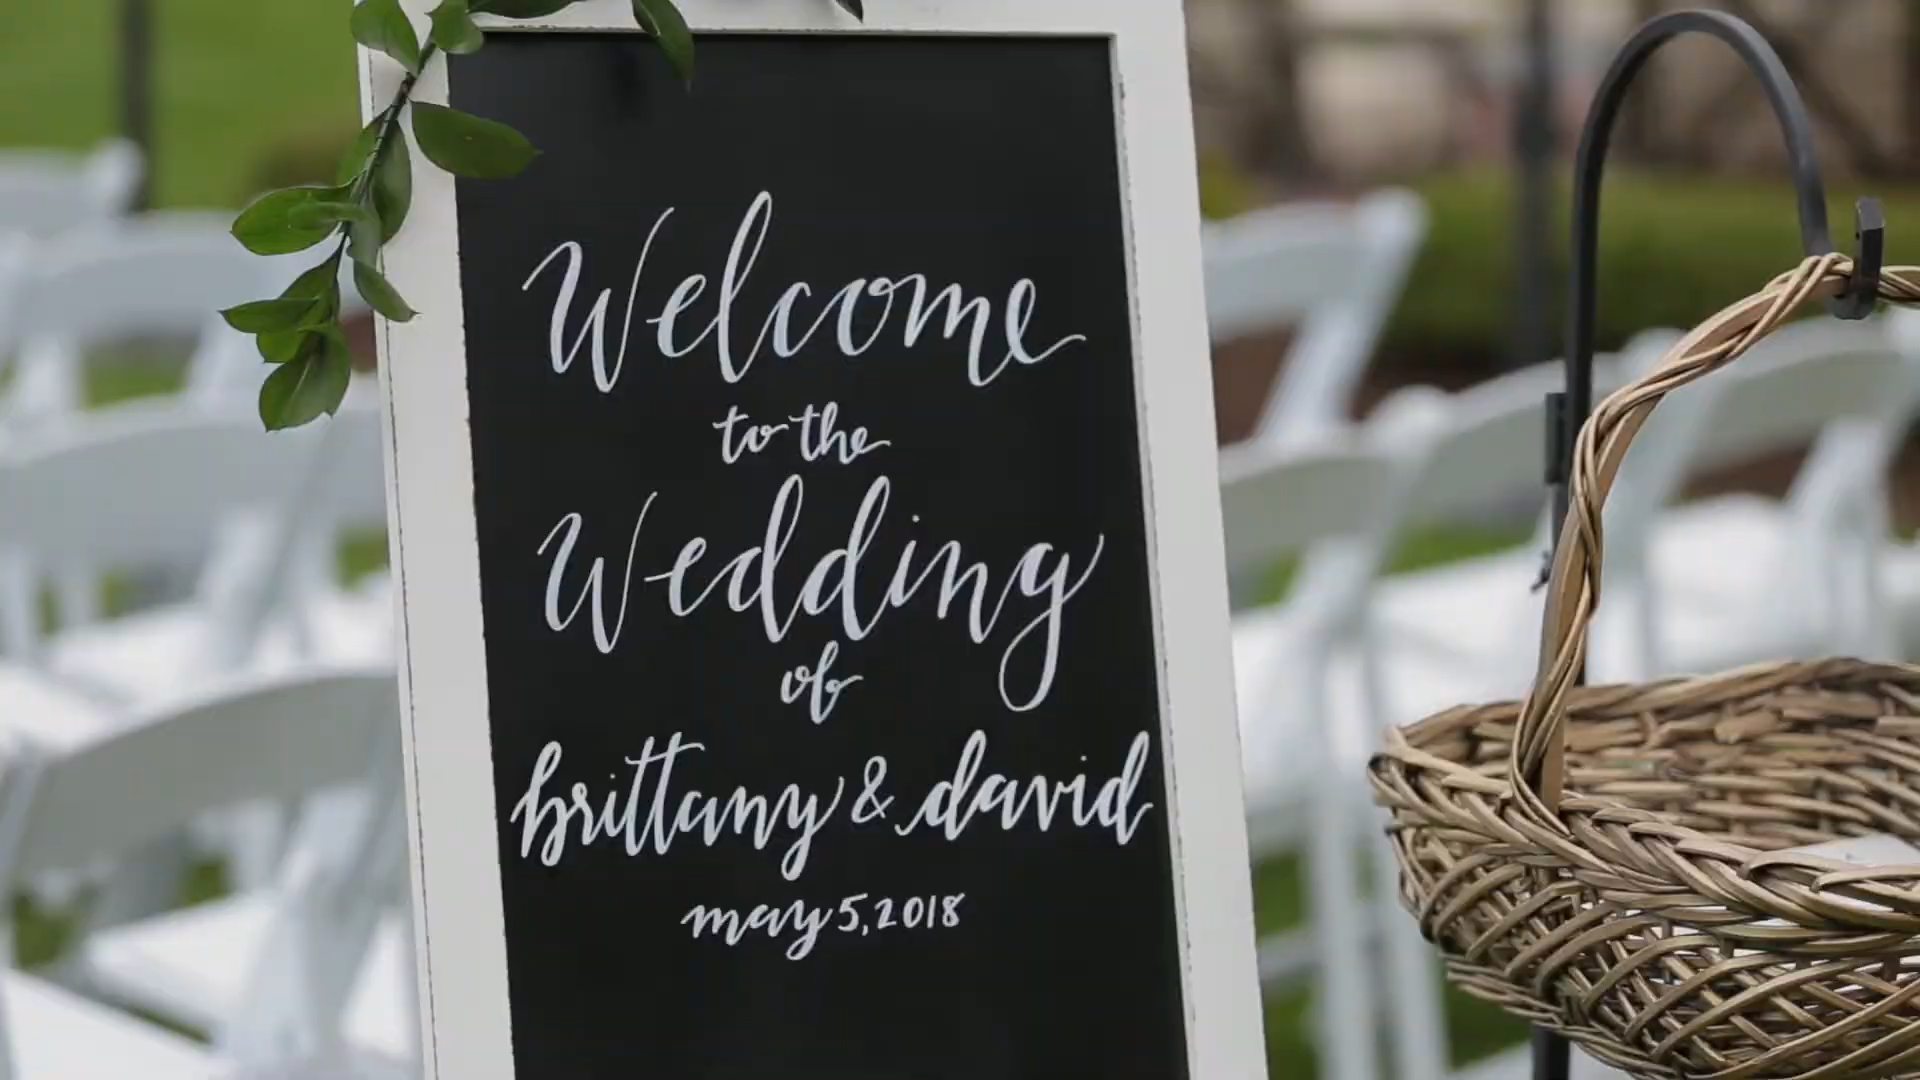 Welcome
to the
Wedding
of
brittany & david
may 5, 2018